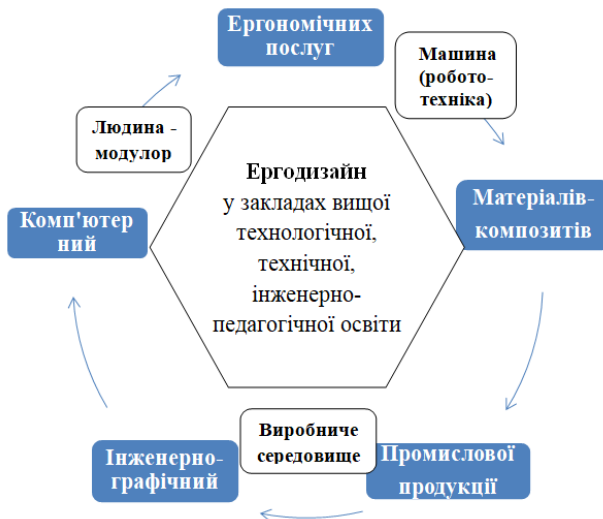 Ергономічних
послуг
Машина
(робото-
техніка)
Людина -
модулор
Ергодизайн
у закладах вищої
технологічної,
технічної,
інженерно-
педагогічної освіти
Комп'ютер
ний
Матеріалів-
композитів
Виробниче
середовище
Інженерно-
графічний
Промислової
продукції